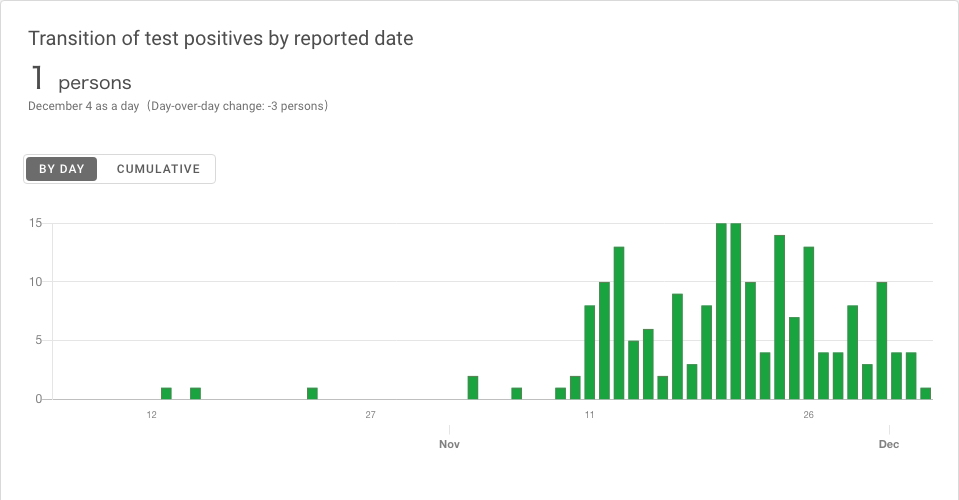 Transition of test positives by reported date
1 persons
December 4 as a day（Day-over-day change: -3 persons）
BY DAY CUMULATIVE
15
10
5
0
12 27 11 26
Nov Dec